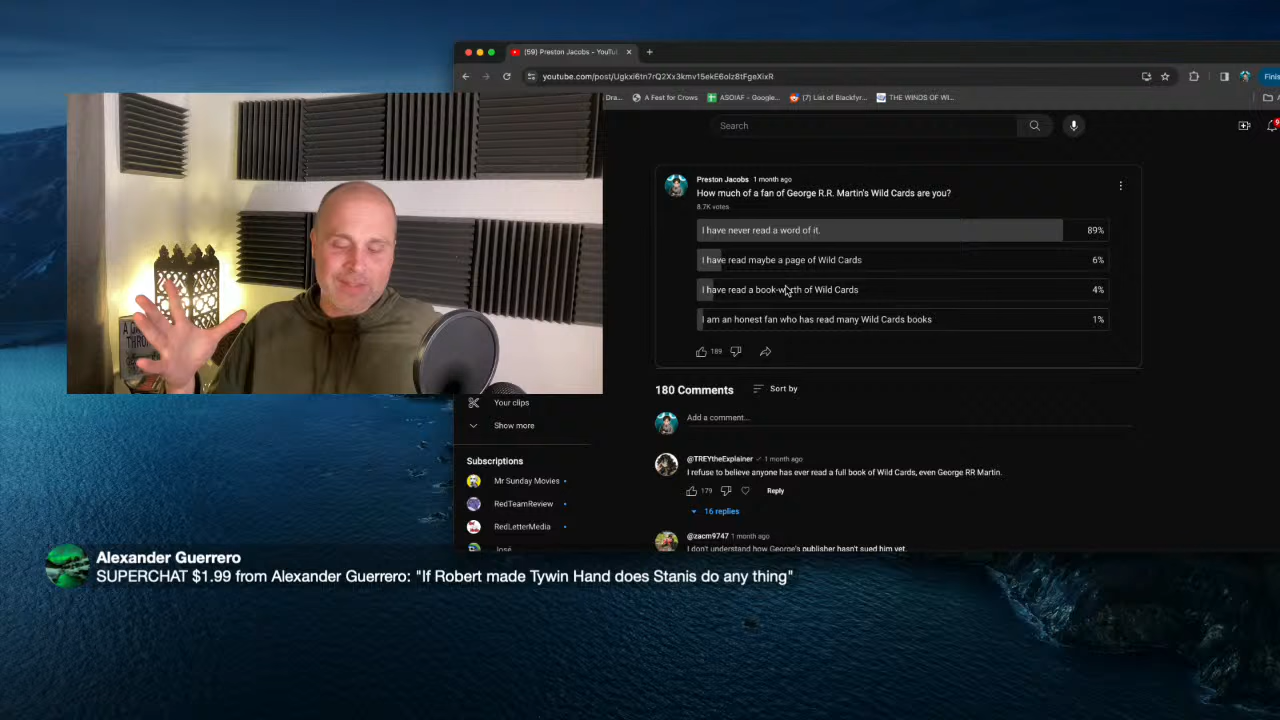 (59) Preston Jacobs - YouTu
youtube.com/post/Ugkxi6tn7rQ2Xx3kmv15ekE6olz8tFgeXixR
Finis
Dra...
A Fest for Crows
ASOIAF - Google...
(7) List of Blackfyr...
THE WINDS OF WI...
Search
Preston Jacobs 1 month ago
How much of a fan of George R.R. Martin's Wild Cards are you?
8.7K votes
I have never read a word of it. 89%
I have read maybe a page of Wild Cards 6%
I have read a book-worth of Wild Cards 4%
I am an honest fan who has read many Wild Cards books 1%
189
180 Comments Sort by
Add a comment...
@TREYtheExplainer 1 month ago
I refuse to believe anyone has ever read a full book of Wild Cards, even George RR Martin.
179 Reply
16 replies
@zacm9747 1 month ago
I don't understand how George's publisher hasn't sued him yet.
Your clips
Show more
Subscriptions
Mr Sunday Movies
RedTeamReview
RedLetterMedia
José
Alexander Guerrero
SUPERCHAT $1.99 from Alexander Guerrero: "If Robert made Tywin Hand does Stanis do any thing"